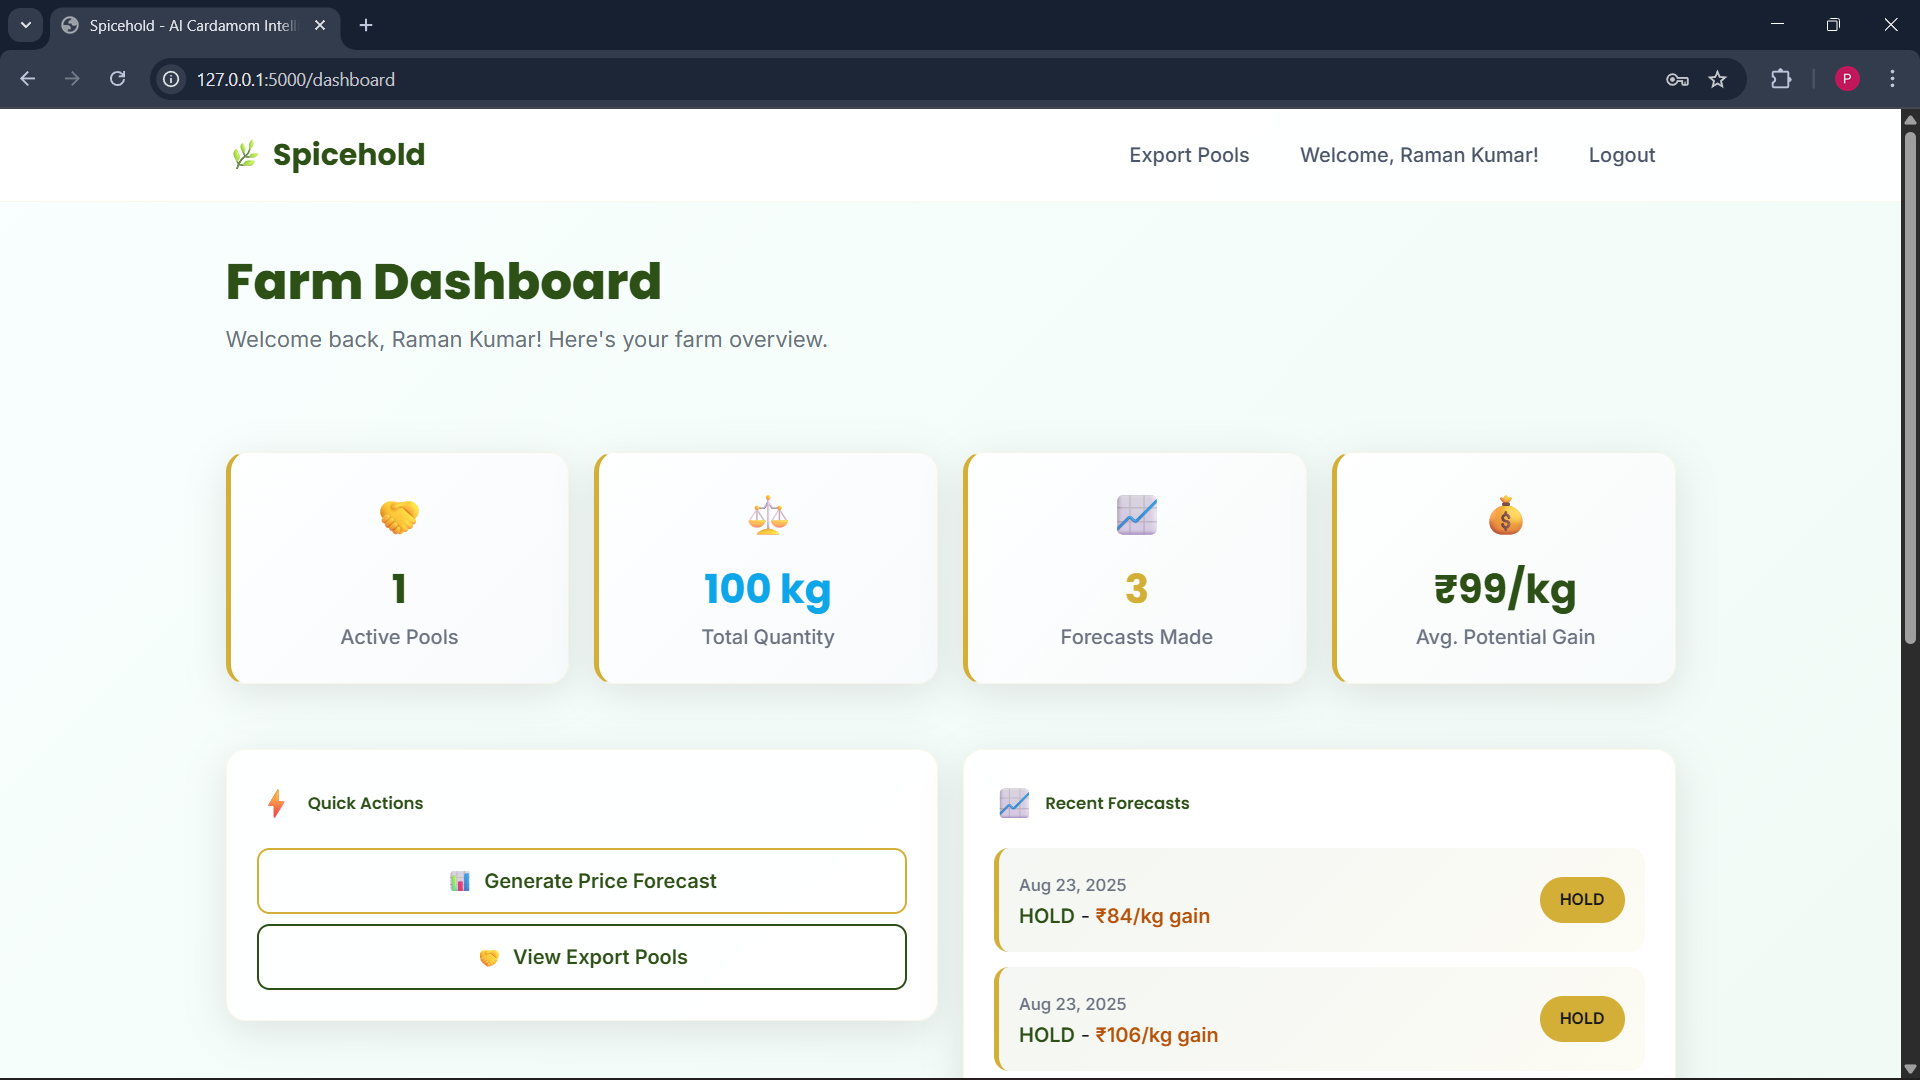 Spicehold - AI Cardamom Intell
127.0.0.1:5000/dashboard
P
Spicehold
Export Pools
Welcome, Raman Kumar!
Logout
Farm Dashboard
Welcome back, Raman Kumar! Here's your farm overview.
1
Active Pools
100 kg
Total Quantity
3
Forecasts Made
₹99/kg
Avg. Potential Gain
Quick Actions
Generate Price Forecast
View Export Pools
Recent Forecasts
Aug 23, 2025
HOLD - ₹84/kg gain
HOLD
Aug 23, 2025
HOLD - ₹106/kg gain
HOLD